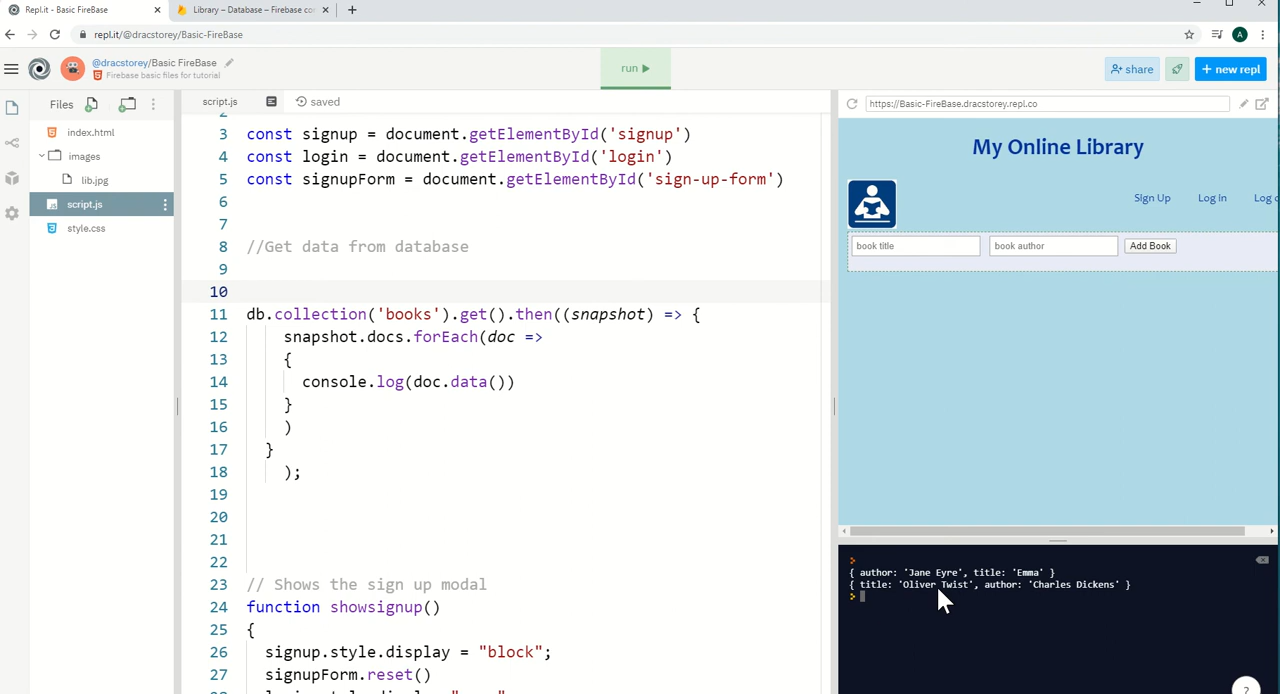 Repl.it - Basic FireBase
Library – Database – Firebase co
repl.it/@dracstorey/Basic-FireBase
A
@dracstorey/Basic FireBase
Firebase basic files for tutorial
run
share
+ new repl
Files
index.html
images
lib.jpg
script.js
style.css
script.js
saved
2
3 const signup = document.getElementById('signup')
4 const login = document.getElementById('login')
5 const signupForm = document.getElementById('sign-up-form')
6
7
8 //Get data from database
9
10
11 db.collection('books').get().then((snapshot) => {
12 snapshot.docs.forEach(doc =>
13 {
14 console.log(doc.data())
15 }
16 )
17 }
18 );
19
20
21
22
23 // Shows the sign up modal
24 function showsignup()
25 {
26 signup.style.display = "block";
27 signupForm.reset()
https://Basic-FireBase.dracstorey.repl.co
My Online Library
Sign Up
Log In
Log
book title
book author
Add Book
>
{ author: 'Jane Eyre', title: 'Emma' }
{ title: 'Oliver Twist', author: 'Charles Dickens' }
>
?